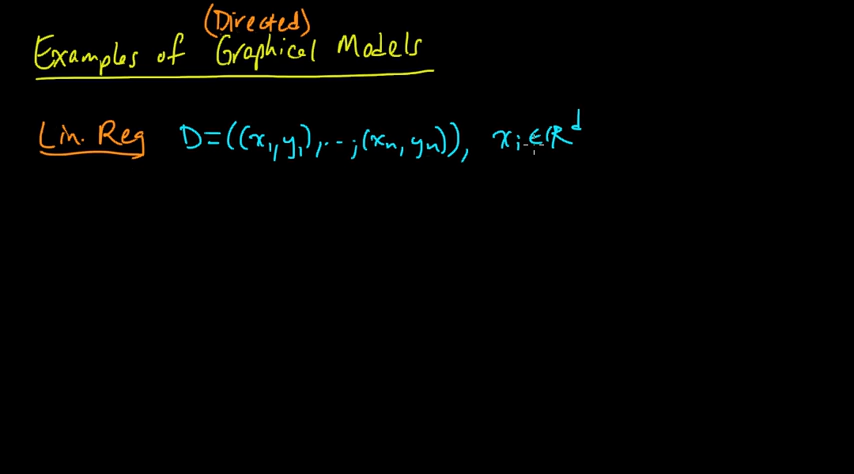 (Directed)
Examples of Graphical Models
Lin. Reg D=((x₁,y₁),...,(xₙ,yₙ)), xᵢ∈ℝᵈ